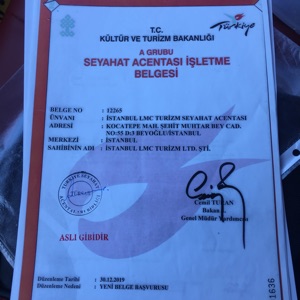 Türkiye
T.C.
KÜLTÜR VE TURİZM BAKANLIĞI
A GRUBU
SEYAHAT ACENTASI İŞLETME
BELGESİ
BELGE NO : 12265
ÜNVANI : İSTANBUL LMC TURİZM SEYAHAT ACENTASI
ADRESİ : KOCATEPE MAH. ŞEHİT MUHTAR BEY CAD.
NO:55 D:3 BEYOĞLU/İSTANBUL
MERKEZİ : İSTANBUL
SAHİBİNİN ADI : İSTANBUL LMC TURİZM LTD. ŞTİ.
Cemil TURAN
Bakan a.
Genel Müdür Yardımcısı
ASLI GİBİDİR
Düzenleme Tarihi : 30.12.2019
Düzenleme Nedeni : YENİ BELGE BAŞVURUSU
1636